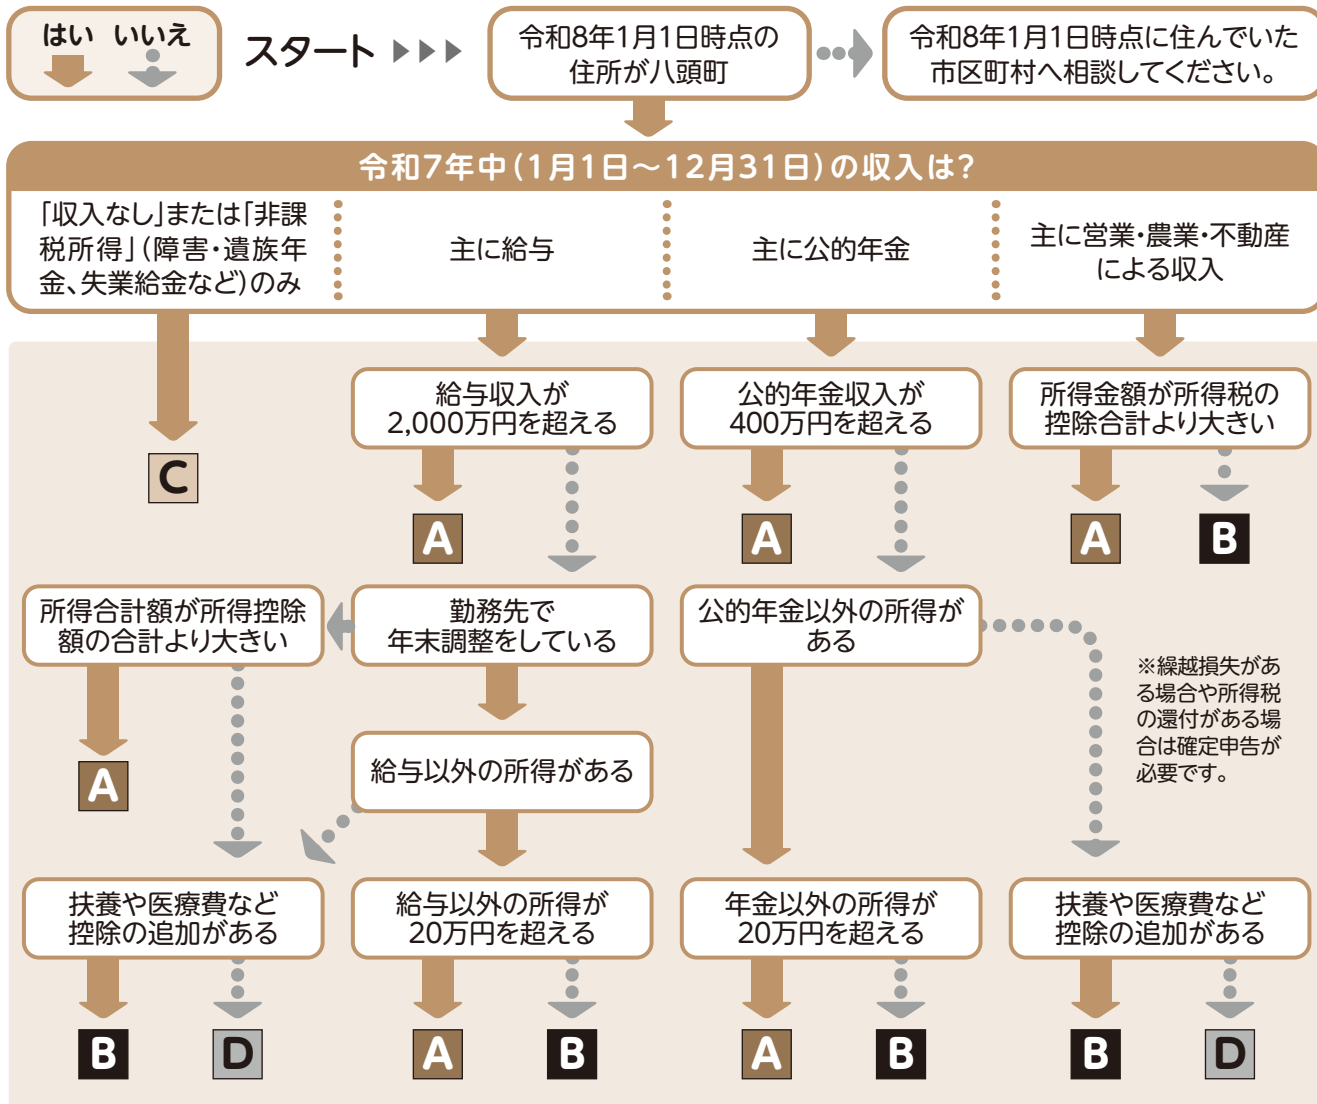 はい いいえ
スタート ▶▶▶
令和8年1月1日時点の
住所が八頭町
令和8年1月1日時点に住んでいた
市区町村へ相談してください。
令和7年中(1月1日〜12月31日)の収入は?
「収入なし」または「非課
税所得」(障害・遺族年
金、失業給金など)のみ
主に給与
主に公的年金
主に営業・農業・不動産
による収入
給与収入が
2,000万円を超える
公的年金収入が
400万円を超える
所得金額が所得税の
控除合計より大きい
C
A
A
A
B
所得合計額が所得控除
額の合計より大きい
勤務先で
年末調整をしている
公的年金以外の所得が
ある
※繰越損失があ
る場合や所得税
の還付がある場
合は確定申告が
必要です。
A
給与以外の所得がある
扶養や医療費など
控除の追加がある
給与以外の所得が
20万円を超える
年金以外の所得が
20万円を超える
扶養や医療費など
控除の追加がある
B
D
A
B
A
B
B
D